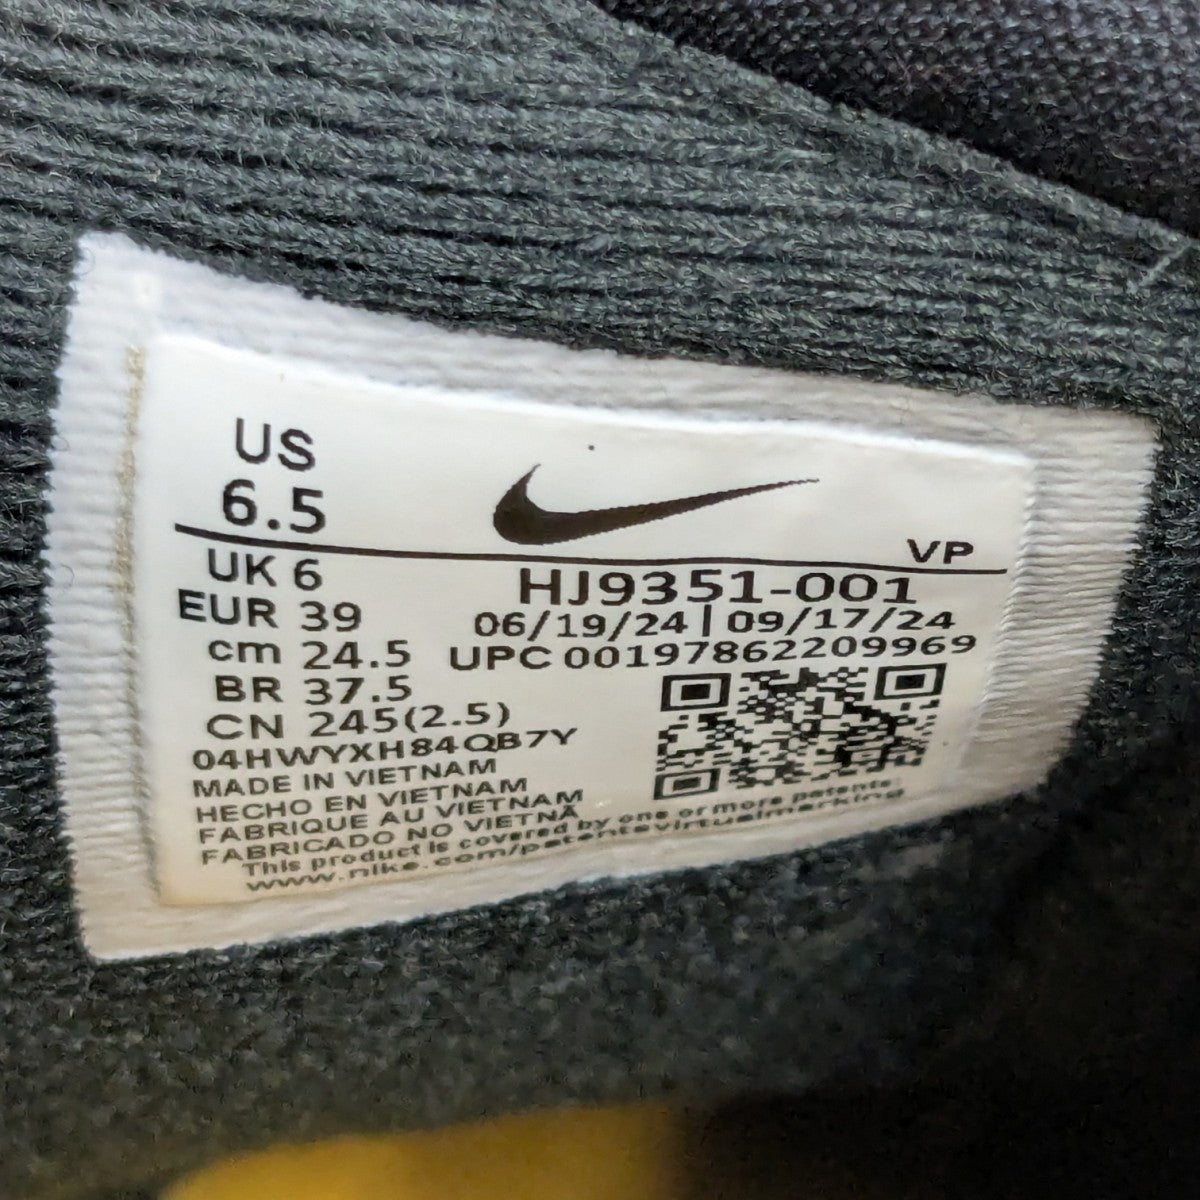 US
6.5
VP
UK 6
HJ9351-001
EUR 39
06/19/24 | 09/17/24
cm 24.5
UPC 00197862209969
BR 37.5
CN 245(2.5)
04HWYXH84QB7Y
MADE IN VIETNAM
HECHO EN VIETNAM
FABRIQUE AU VIETNAM
FABRICADO NO VIETNÃ
This product is covered by one or more patents:
www.nike.com/patentsvirtualmarking